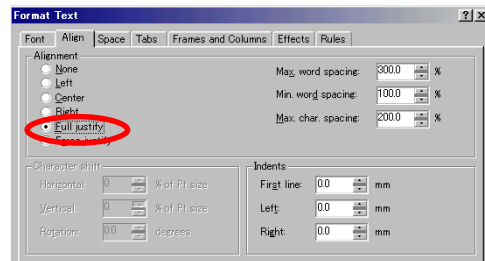 Format Text
Font Align Space Tabs Frames and Columns Effects Rules
Alignment
None
Left
Center
Right
Full justify
Force justify
Max. word spacing: 300.0 %
Min. word spacing: 100.0 %
Max. char. spacing: 200.0 %
Character shift
Horizontal: 0 % of Pt size
Vertical: 0 % of Pt size
Rotation: 0.0 degrees
Indents
First line: 0.0 mm
Left: 0.0 mm
Right: 0.0 mm